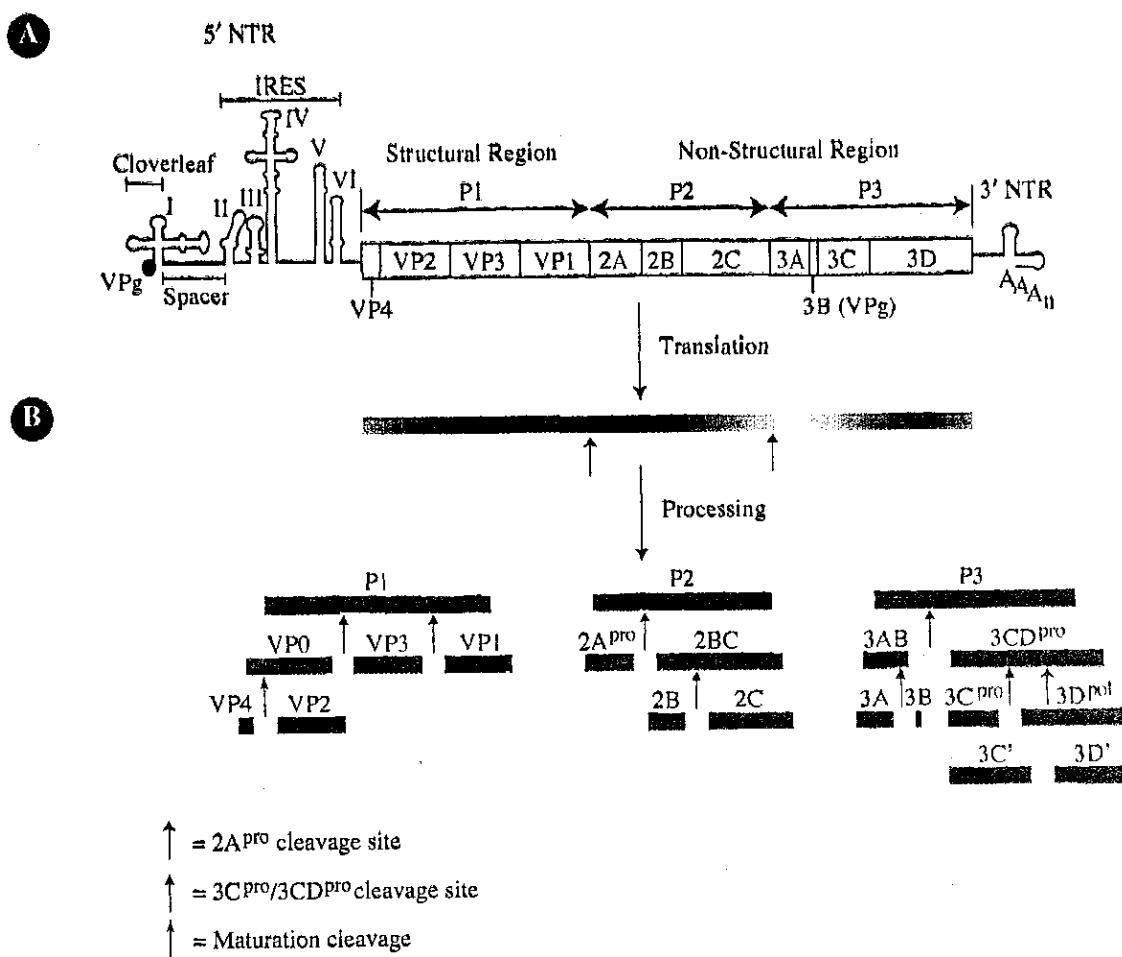 A
5′ NTR
IRES
Cloverleaf
I
II
III
IV
V
VI
VPg
Spacer
Structural Region
Non-Structural Region
P1
P2
P3
3′ NTR
VP2 VP3 VP1 2A 2B 2C 3A 3C 3D
VP4
3B (VPg)
AAAn
Translation
B
Processing
P1 P2 P3
VP0 VP3 VP1 2Apro 2BC 3AB 3CDpro
VP4 VP2 2B 2C 3A 3B 3Cpro 3Dpol
3C' 3D'
= 2Apro cleavage site
= 3Cpro/3CDpro cleavage site
= Maturation cleavage